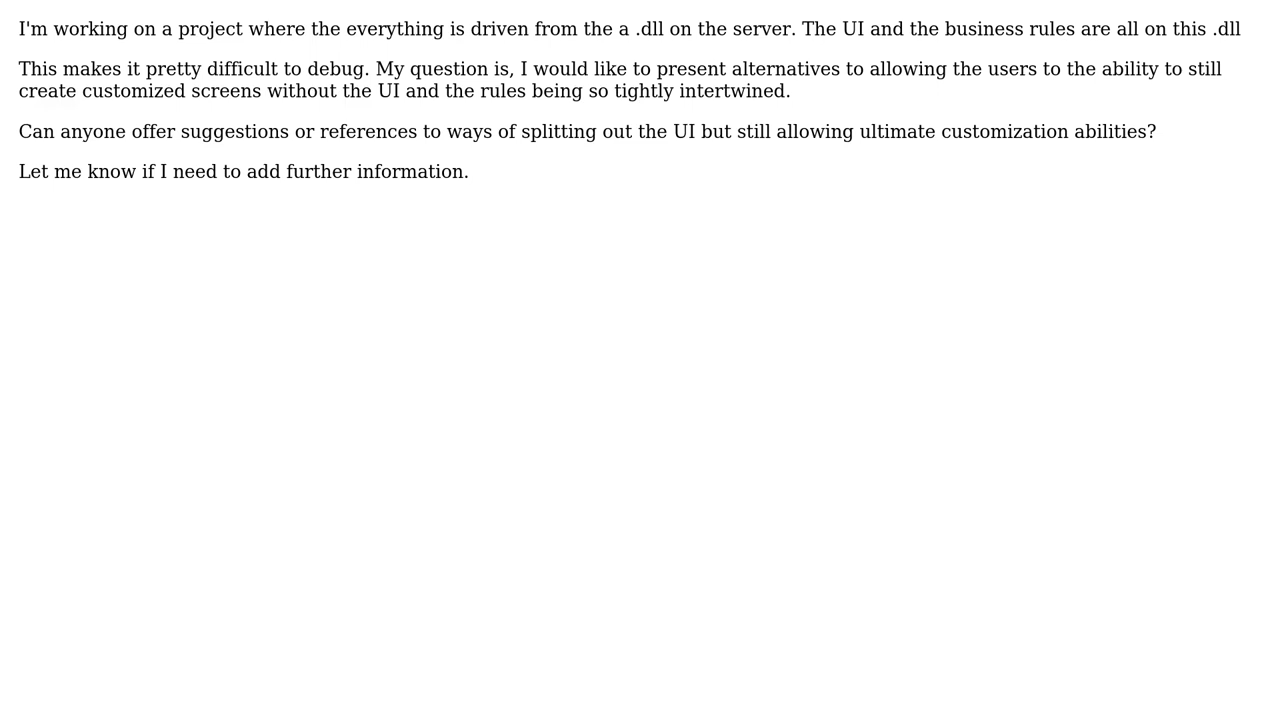 I'm working on a project where the everything is driven from the a .dll on the server. The UI and the business rules are all on this .dll
This makes it pretty difficult to debug. My question is, I would like to present alternatives to allowing the users to the ability to still
create customized screens without the UI and the rules being so tightly intertwined.
Can anyone offer suggestions or references to ways of splitting out the UI but still allowing ultimate customization abilities?
Let me know if I need to add further information.